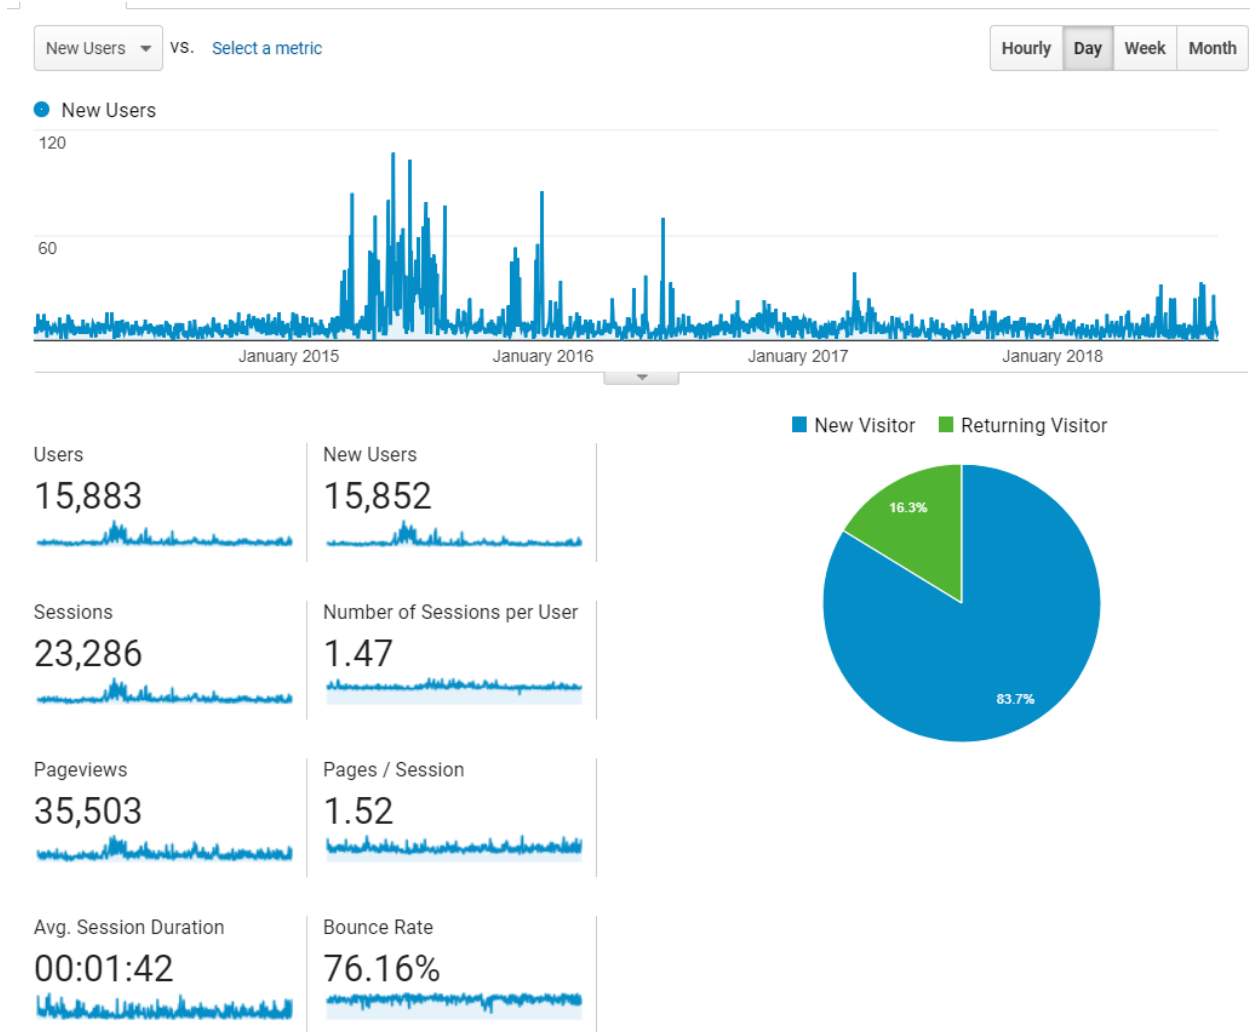 New Users vs. Select a metric Hourly Day Week Month
New Users
120
60
January 2015 January 2016 January 2017 January 2018
New Visitor Returning Visitor
Users
15,883
New Users
15,852
Sessions
23,286
Number of Sessions per User
1.47
Pageviews
35,503
Pages / Session
1.52
Avg. Session Duration
00:01:42
Bounce Rate
76.16%
16.3%
83.7%